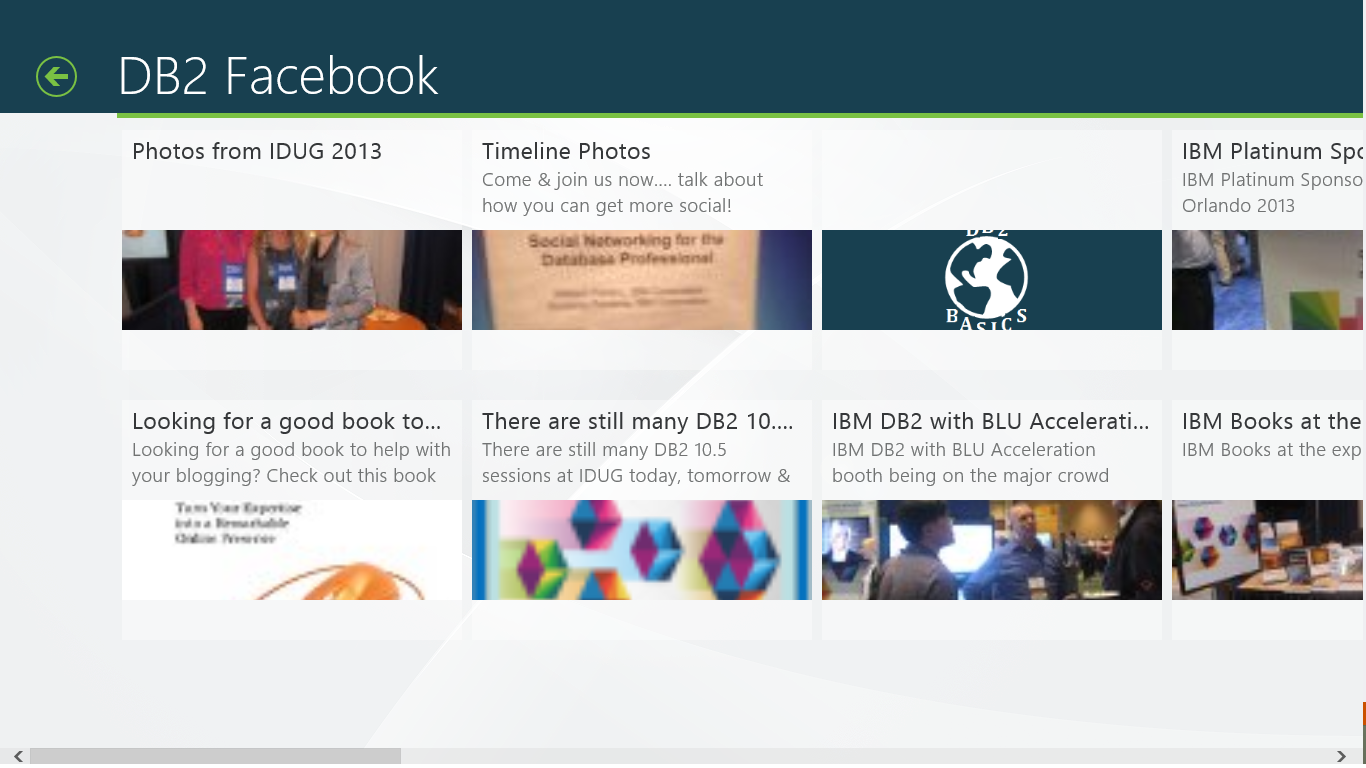 DB2 Facebook
Photos from IDUG 2013
Timeline Photos
Come & join us now.... talk about
how you can get more social!
Social Networking for the
Database Professional
DB2
BASICS
IBM Platinum Spo
IBM Platinum Sponso
Orlando 2013
Looking for a good book to...
Looking for a good book to help with
your blogging? Check out this book
Turn Your Expertise
into a Remarkable
Online Presence
There are still many DB2 10....
There are still many DB2 10.5
sessions at IDUG today, tomorrow &
IBM DB2 with BLU Accelerati...
IBM DB2 with BLU Acceleration
booth being on the major crowd
IBM Books at the
IBM Books at the exp